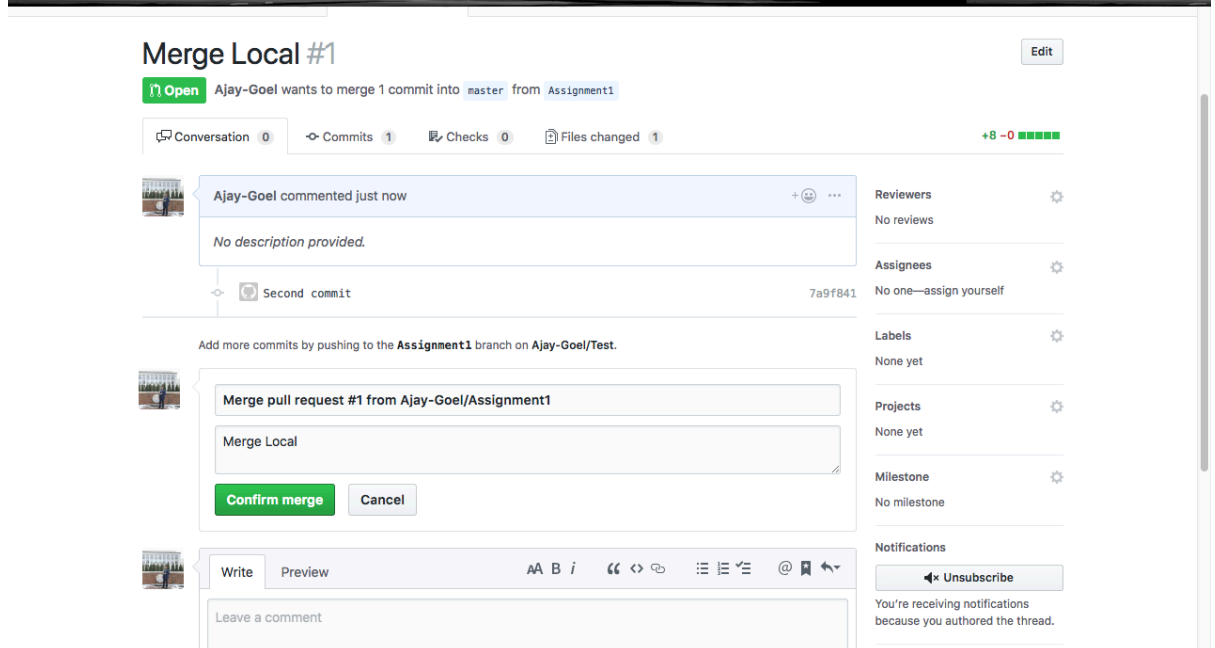 Merge Local #1
Edit
Open Ajay-Goel wants to merge 1 commit into master from Assignment1
Conversation 0 Commits 1 Checks 0 Files changed 1 +8 −0
Ajay-Goel commented just now
No description provided.
Second commit 7a9f841
Add more commits by pushing to the Assignment1 branch on Ajay-Goel/Test.
Merge pull request #1 from Ajay-Goel/Assignment1
Merge Local
Confirm merge Cancel
Write Preview AA B i @
Leave a comment
Reviewers
No reviews
Assignees
No one—assign yourself
Labels
None yet
Projects
None yet
Milestone
No milestone
Notifications
Unsubscribe
You're receiving notifications
because you authored the thread.